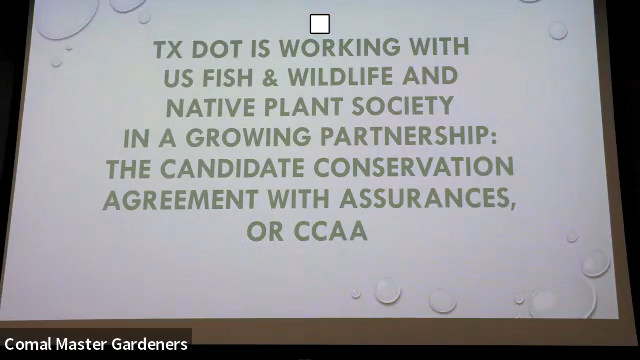 TX DOT IS WORKING WITH
US FISH & WILDLIFE AND
NATIVE PLANT SOCIETY
IN A GROWING PARTNERSHIP:
THE CANDIDATE CONSERVATION
AGREEMENT WITH ASSURANCES,
OR CCAA
Comal Master Gardeners